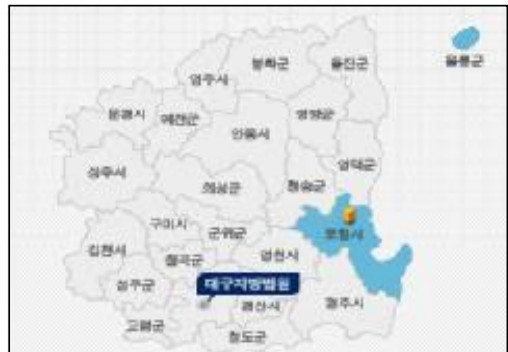 울릉군
봉화군
울진군
영주시
문경시
예천군
영양군
안동시
상주시
영덕군
의성군
청송군
구미시
군위군
포항시
김천시
칠곡군
영천시
대구지방법원
성주군
경산시
경주시
고령군
청도군